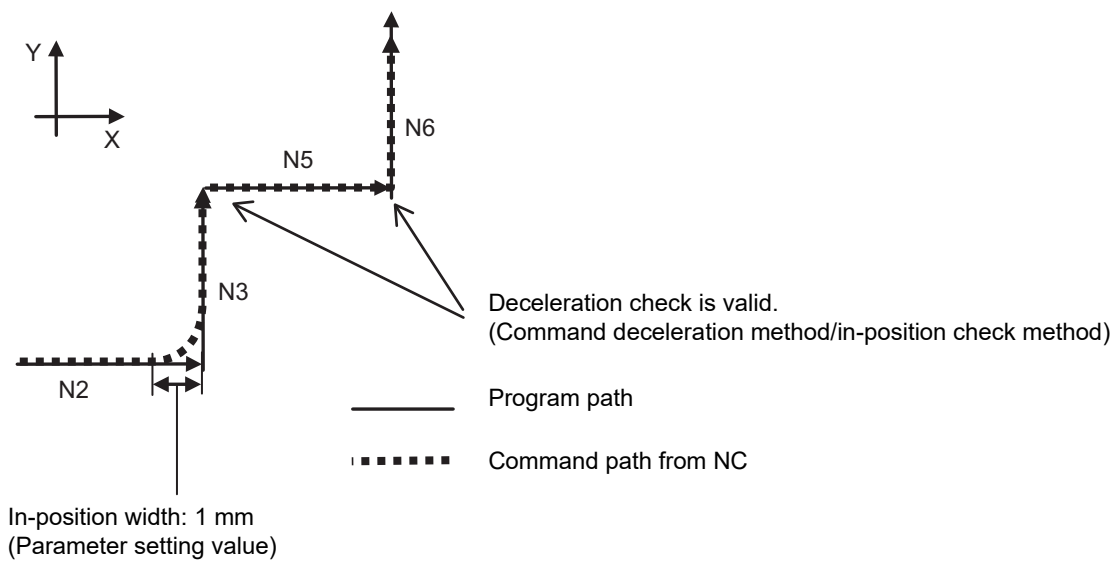 Y
X
N6
N5
N3
Deceleration check is valid.
(Command deceleration method/in-position check method)
N2
Program path
Command path from NC
In-position width: 1 mm
(Parameter setting value)